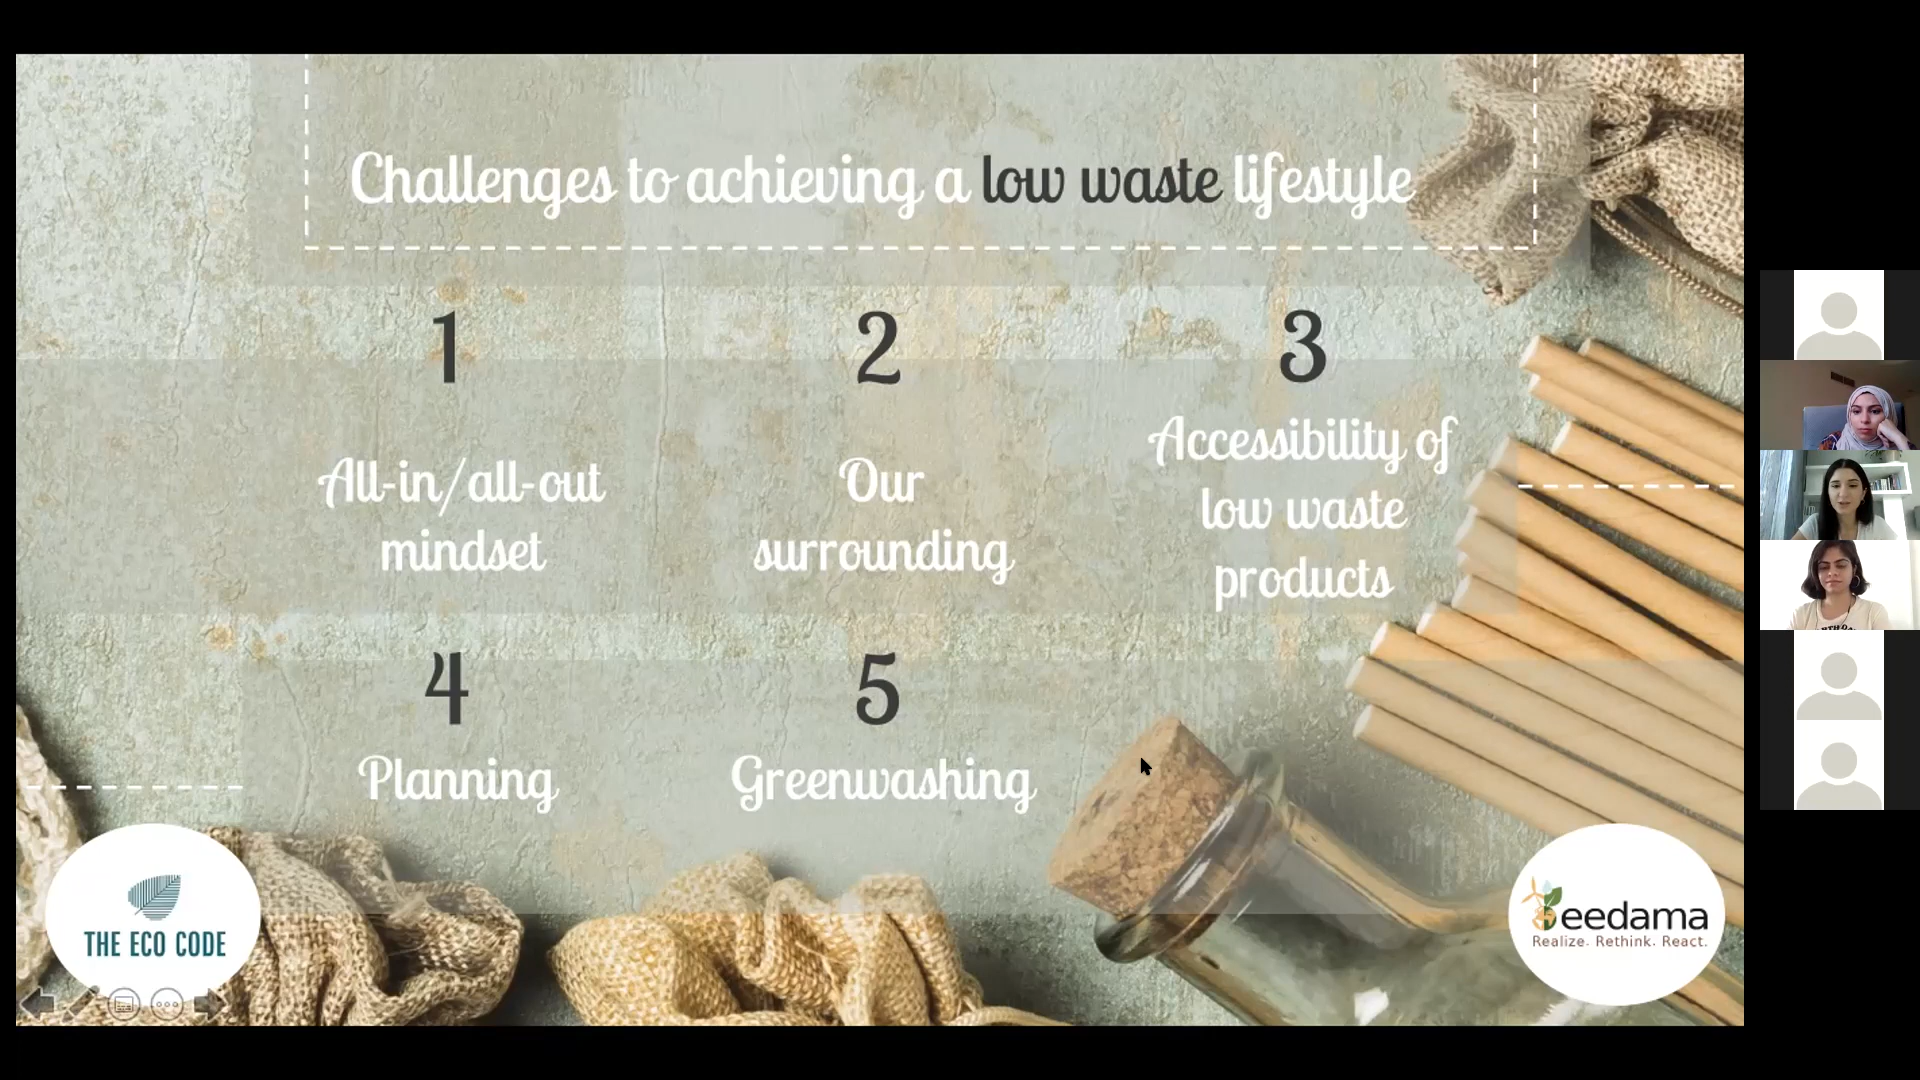 Challenges to achieving a low waste lifestyle
1
2
3
All-in/all-out
mindset
Our
surrounding
Accessibility of
low waste
products
4
5
Planning
Greenwashing
THE ECO CODE
eedama
Realize. Rethink. React.